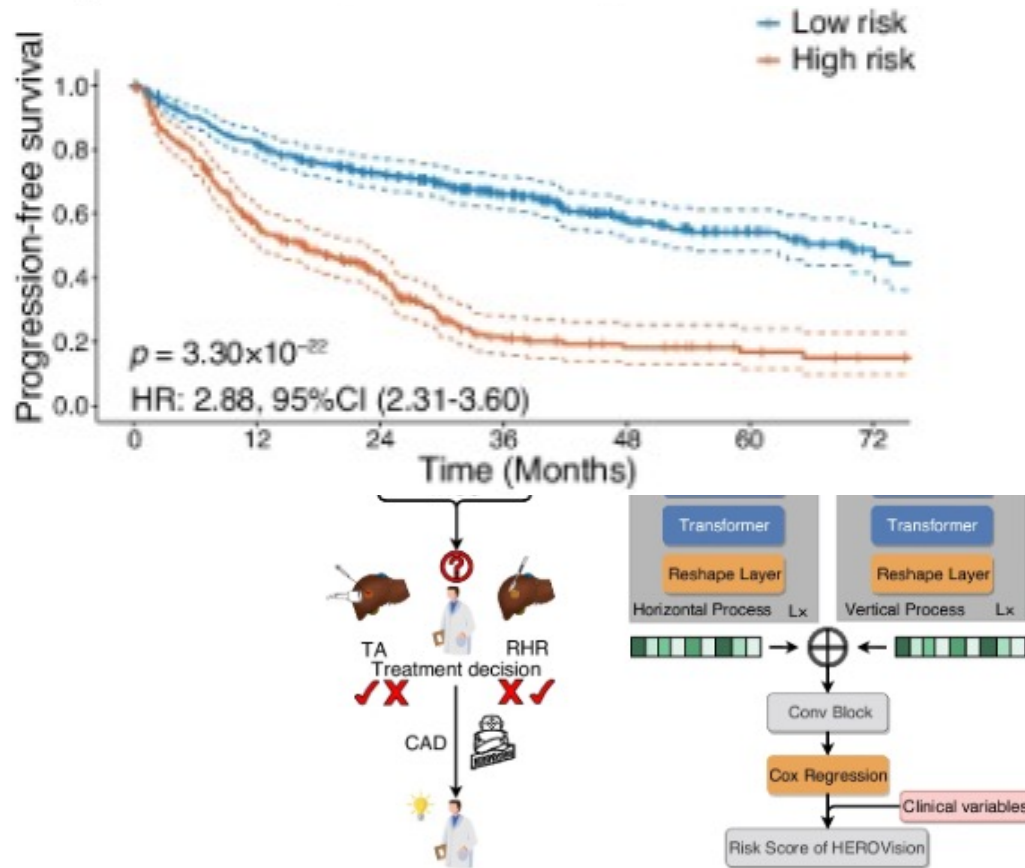 Low risk
High risk
Progression-free survival
1.0
0.8
0.6
0.4
0.2
0.0
p = 3.30×10⁻²²
HR: 2.88, 95%CI (2.31-3.60)
0 12 24 36 48 60 72
Time (Months)
?
TA
RHR
Treatment decision
CAD
Transformer
Reshape Layer
Horizontal Process L×
Transformer
Reshape Layer
Vertical Process L×
Conv Block
Cox Regression
Clinical variables
Risk Score of HEROVision